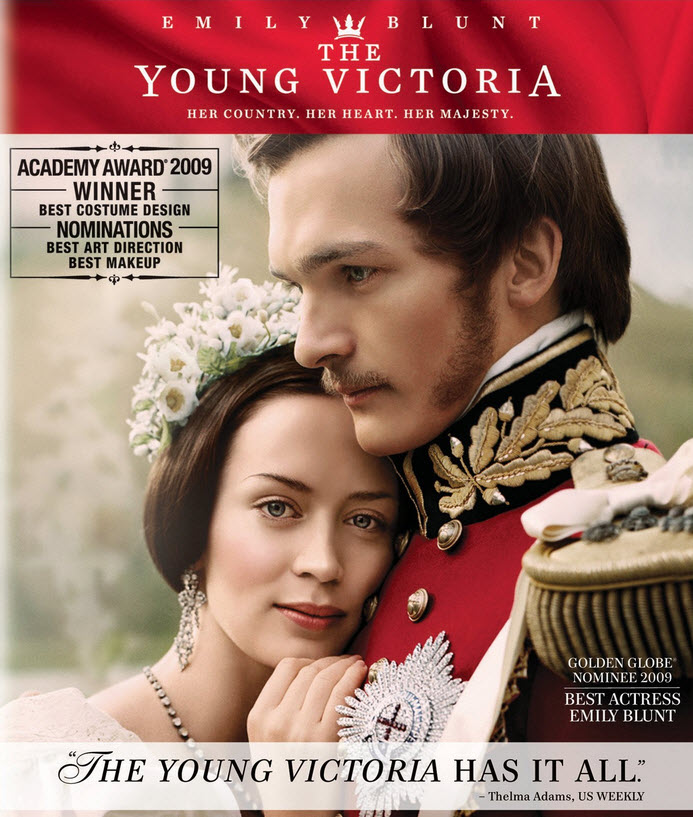 EMILY BLUNT
THE
YOUNG VICTORIA
HER COUNTRY. HER HEART. HER MAJESTY.
ACADEMY AWARD® 2009
WINNER
BEST COSTUME DESIGN
NOMINATIONS
BEST ART DIRECTION
BEST MAKEUP
GOLDEN GLOBE®
NOMINEE 2009
BEST ACTRESS
EMILY BLUNT
"THE YOUNG VICTORIA HAS IT ALL."
– Thelma Adams, US WEEKLY